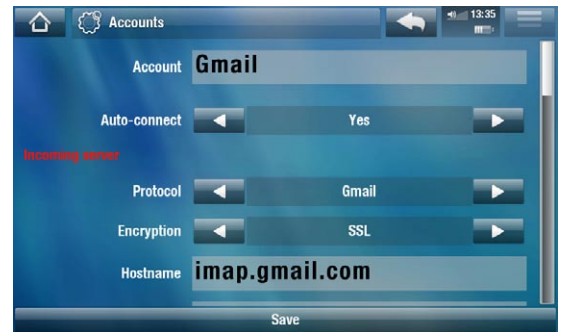 Accounts
13:35
Account Gmail
Auto-connect Yes
Incoming server
Protocol Gmail
Encryption SSL
Hostname imap.gmail.com
Save